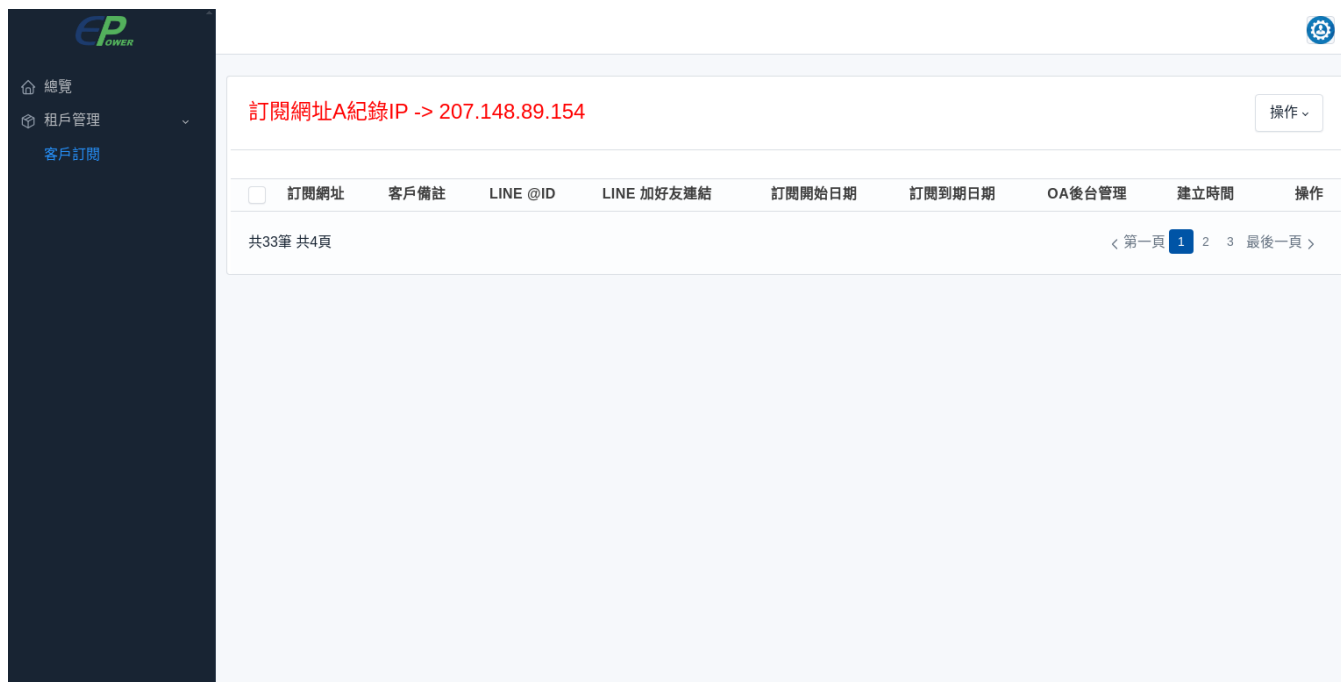 EPOWER
總覽
租戶管理
客戶訂閱
訂閱網址A紀錄IP -> 207.148.89.154
操作
訂閱網址 客戶備註 LINE @ID LINE 加好友連結 訂閱開始日期 訂閱到期日期 OA後台管理 建立時間 操作
共33筆 共4頁
第一頁 1 2 3 最後一頁